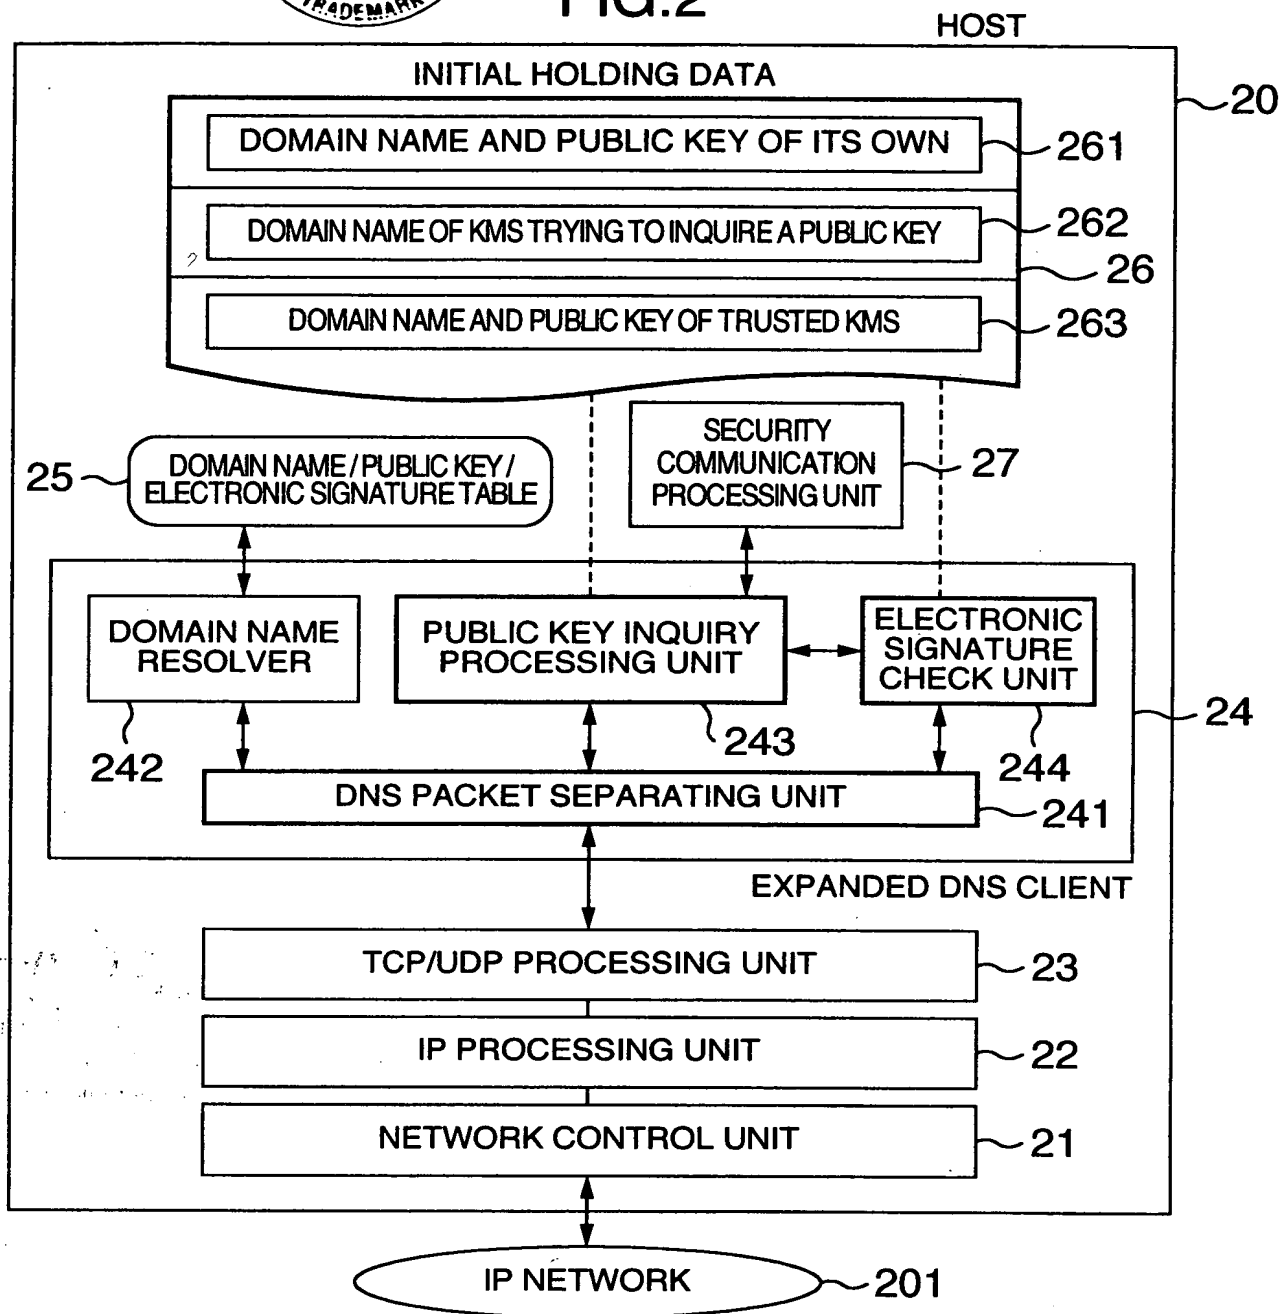 TRADEMARK
FIG.2
HOST
INITIAL HOLDING DATA
20
DOMAIN NAME AND PUBLIC KEY OF ITS OWN
261
DOMAIN NAME OF KMS TRYING TO INQUIRE A PUBLIC KEY
262
26
DOMAIN NAME AND PUBLIC KEY OF TRUSTED KMS
263
25
DOMAIN NAME/PUBLIC KEY/
ELECTRONIC SIGNATURE TABLE
SECURITY
COMMUNICATION
PROCESSING UNIT
27
DOMAIN NAME
RESOLVER
242
PUBLIC KEY INQUIRY
PROCESSING UNIT
243
ELECTRONIC
SIGNATURE
CHECK UNIT
244
24
DNS PACKET SEPARATING UNIT
241
EXPANDED DNS CLIENT
TCP/UDP PROCESSING UNIT
23
IP PROCESSING UNIT
22
NETWORK CONTROL UNIT
21
IP NETWORK
201